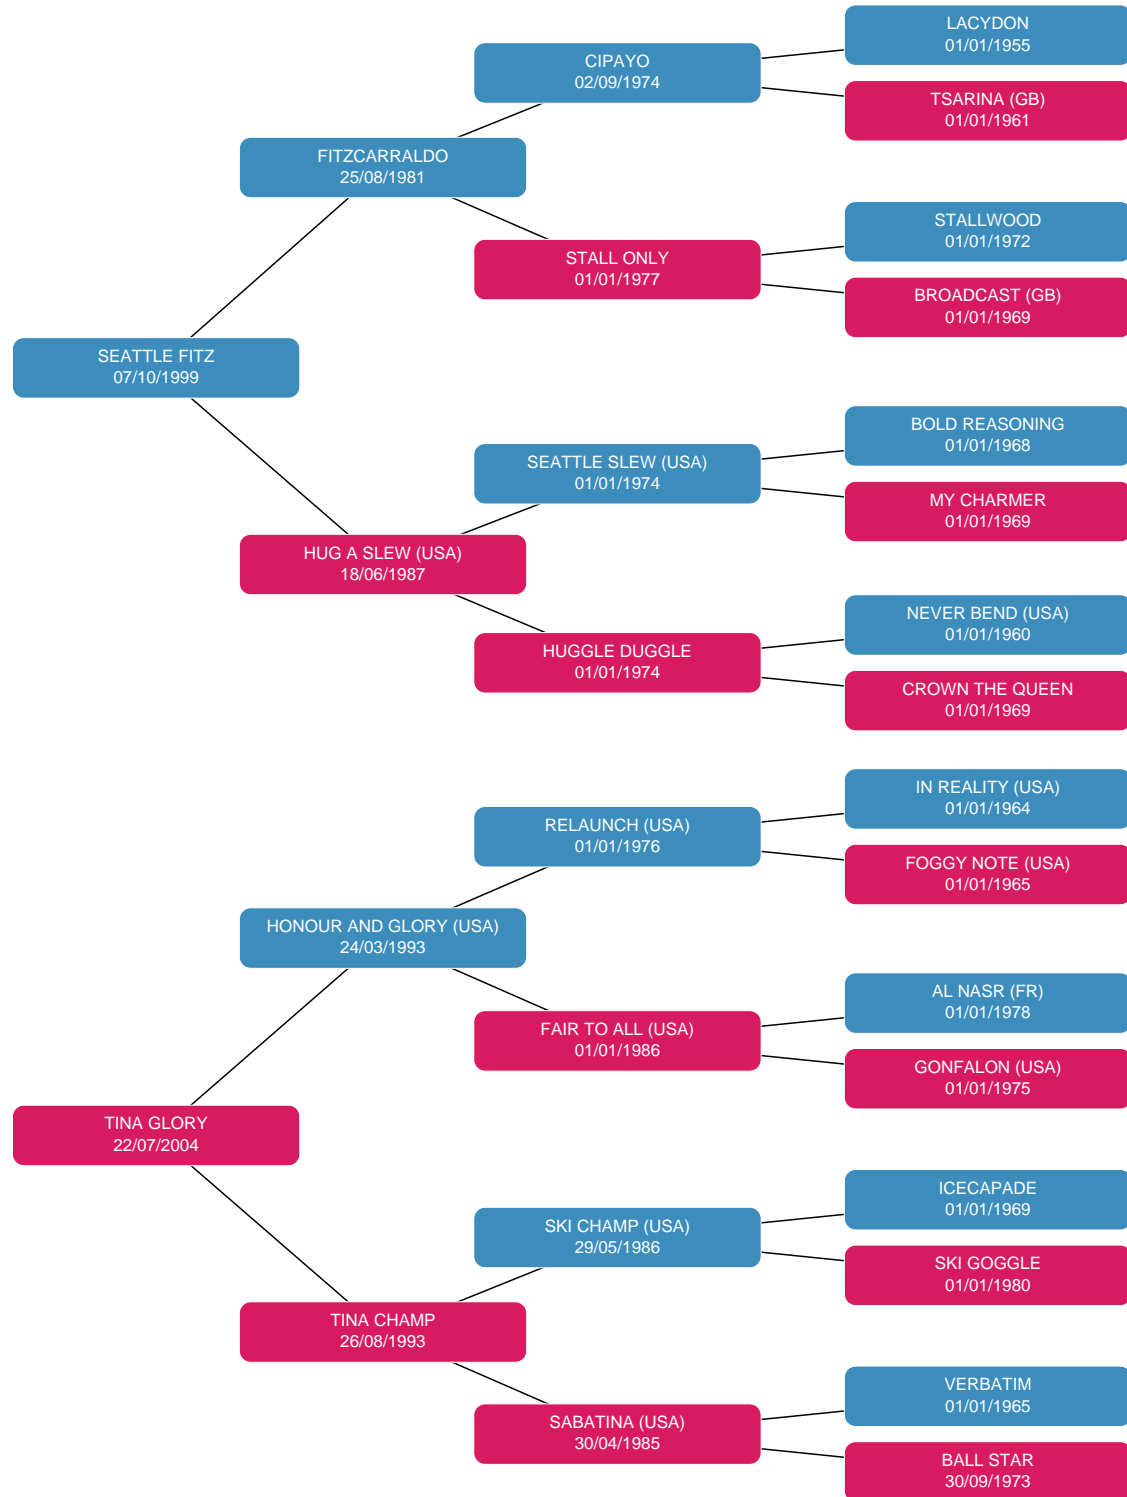 LACYDON
01/01/1955
CIPAYO
02/09/1974
TSARINA (GB)
01/01/1961
FITZCARRALDO
25/08/1981
STALLWOOD
01/01/1972
STALL ONLY
01/01/1977
BROADCAST (GB)
01/01/1969
SEATTLE FITZ
07/10/1999
BOLD REASONING
01/01/1968
SEATTLE SLEW (USA)
01/01/1974
MY CHARMER
01/01/1969
HUG A SLEW (USA)
18/06/1987
NEVER BEND (USA)
01/01/1960
HUGGLE DUGGLE
01/01/1974
CROWN THE QUEEN
01/01/1969
IN REALITY (USA)
01/01/1964
RELAUNCH (USA)
01/01/1976
FOGGY NOTE (USA)
01/01/1965
HONOUR AND GLORY (USA)
24/03/1993
AL NASR (FR)
01/01/1978
FAIR TO ALL (USA)
01/01/1986
GONFALON (USA)
01/01/1975
TINA GLORY
22/07/2004
ICECAPADE
01/01/1969
SKI CHAMP (USA)
29/05/1986
SKI GOGGLE
01/01/1980
TINA CHAMP
26/08/1993
VERBATIM
01/01/1965
SABATINA (USA)
30/04/1985
BALL STAR
30/09/1973